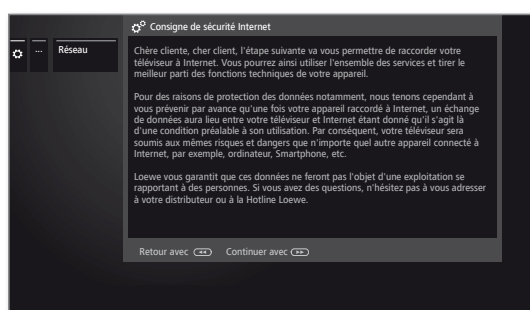 Consigne de sécurité Internet
... Réseau
Chère cliente, cher client, l'étape suivante va vous permettre de raccorder votre
téléviseur à Internet. Vous pourrez ainsi utiliser l'ensemble des services et tirer le
meilleur parti des fonctions techniques de votre appareil.
Pour des raisons de protection des données notamment, nous tenons cependant à
vous prévenir par avance qu'une fois votre appareil raccordé à Internet, un échange
de données aura lieu entre votre téléviseur et Internet étant donné qu'il s'agit là
d'une condition préalable à son utilisation. Par conséquent, votre téléviseur sera
soumis aux mêmes risques et dangers que n'importe quel autre appareil connecté à
Internet, par exemple, ordinateur, Smartphone, etc.
Loewe vous garantit que ces données ne feront pas l'objet d'une exploitation se
rapportant à des personnes. Si vous avez des questions, n'hésitez pas à vous adresser
à votre distributeur ou à la Hotline Loewe.
Retour avec Continuer avec